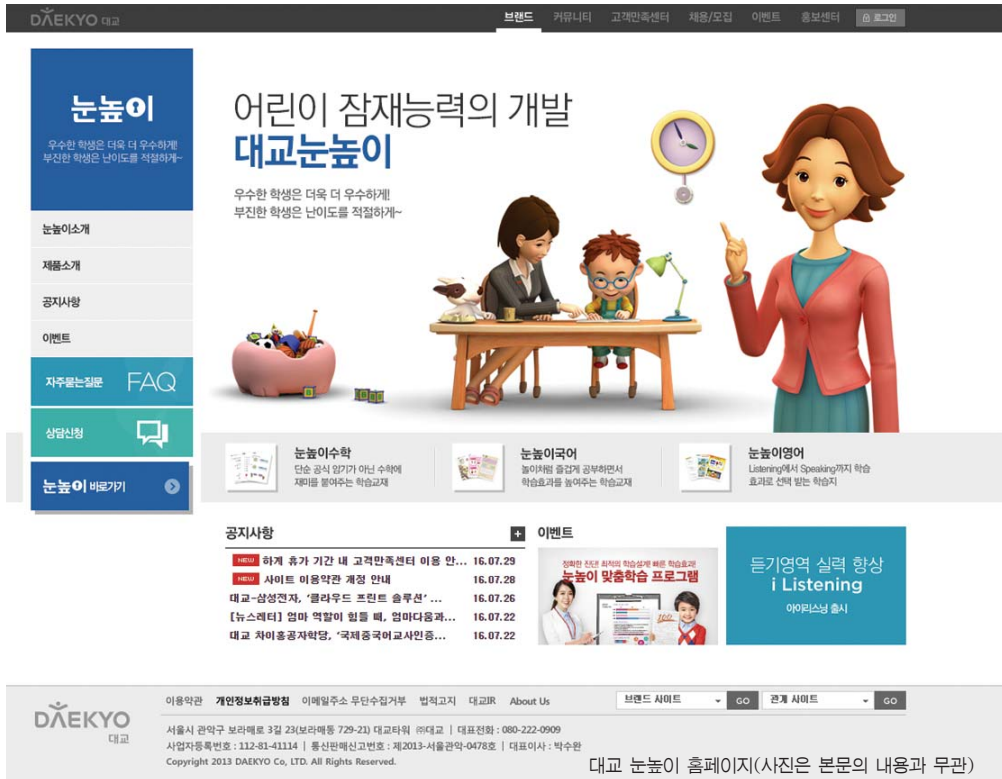 DAEKYO 대교
브랜드 커뮤니티 고객만족센터 채용/모집 이벤트 홍보센터 로그인
눈높이
우수한 학생은 더욱 더 우수하게!
부진한 학생은 난이도를 적절하게~
눈높이소개
제품소개
공지사항
이벤트
자주묻는질문 FAQ
상담신청
눈높이 바로가기
어린이 잠재능력의 개발
대교눈높이
우수한 학생은 더욱 더 우수하게!
부진한 학생은 난이도를 적절하게~
눈높이수학
단순 공식 암기가 아닌 수학에
재미를 붙여주는 학습교재
눈높이국어
놀이처럼 즐겁게 공부하면서
학습효과를 높여주는 학습교재
눈높이영어
Listening에서 Speaking까지 학습
효과로 선택 받는 학습지
공지사항 +
NEW 하계 휴가 기간 내 고객만족센터 이용 안... 16.07.29
NEW 사이트 이용약관 개정 안내 16.07.28
대교-삼성전자, ‘클라우드 프린트 솔루션’ ... 16.07.26
[뉴스레터] 엄마 역할이 힘들 때, 엄마다움과... 16.07.22
대교 차이홍공자학당, ‘국제중국어교사인증... 16.07.22
이벤트
정확한 진단! 최적의 학습설계! 빠른 학습효과!
눈높이 맞춤학습 프로그램
듣기영역 실력 향상
i Listening
아이리스닝 출시
이용약관 개인정보취급방침 이메일주소 무단수집거부 법적고지 대교IR About Us
브랜드 사이트 GO 관계 사이트 GO
DAEKYO
대교
서울시 관악구 보라매로 3길 23(보라매동 729-21) 대교타워 ㈜대교 | 대표전화 : 080-222-0909
사업자등록번호 : 112-81-41114 | 통신판매신고번호 : 제2013-서울관악-0478호 | 대표이사 : 박수완
Copyright 2013 DAEKYO Co, LTD. All Rights Reserved.
대교 눈높이 홈페이지(사진은 본문의 내용과 무관)